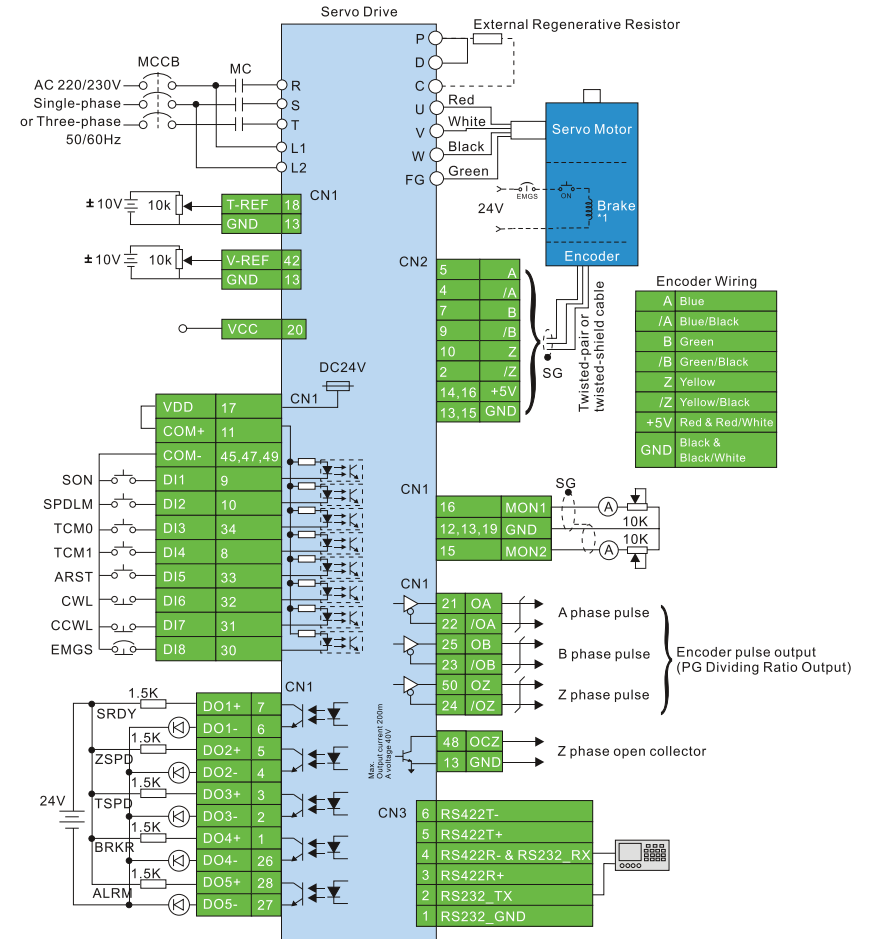 Servo Drive
External Regenerative Resistor
P
D
C
U
V
W
FG
Red
White
Black
Green
MCCB
MC
AC 220/230V
Single-phase
or Three-phase
50/60Hz
R
S
T
L1
L2
Servo Motor
EMGS
ON
24V
Brake
*1
Encoder
CN1
±10V
10k
T-REF 18
GND 13
±10V
10k
V-REF 42
GND 13
VCC 20
CN2
5 A
4 /A
7 B
9 /B
10 Z
2 /Z
14,16 +5V
13,15 GND
SG
Twisted-pair or
twisted-shield cable
Encoder Wiring
A Blue
/A Blue/Black
B Green
/B Green/Black
Z Yellow
/Z Yellow/Black
+5V Red & Red/White
GND Black &
Black/White
DC24V
CN1
VDD 17
COM+ 11
COM- 45,47,49
SON DI1 9
SPDLM DI2 10
TCM0 DI3 34
TCM1 DI4 8
ARST DI5 33
CWL DI6 32
CCWL DI7 31
EMGS DI8 30
CN1
SG
16 MON1
12,13,19 GND
15 MON2
A
10K
A
10K
CN1
21 OA
22 /OA
25 OB
23 /OB
50 OZ
24 /OZ
A phase pulse
B phase pulse
Z phase pulse
Encoder pulse output
(PG Dividing Ratio Output)
48 OCZ
13 GND
Z phase open collector
Max.
Output current 200m
A voltage 40V
CN1
24V
1.5K
SRDY
DO1+ 7
DO1- 6
1.5K
ZSPD
DO2+ 5
DO2- 4
1.5K
TSPD
DO3+ 3
DO3- 2
1.5K
BRKR
DO4+ 1
DO4- 26
1.5K
ALRM
DO5+ 28
DO5- 27
CN3
6 RS422T-
5 RS422T+
4 RS422R- & RS232_RX
3 RS422R+
2 RS232_TX
1 RS232_GND